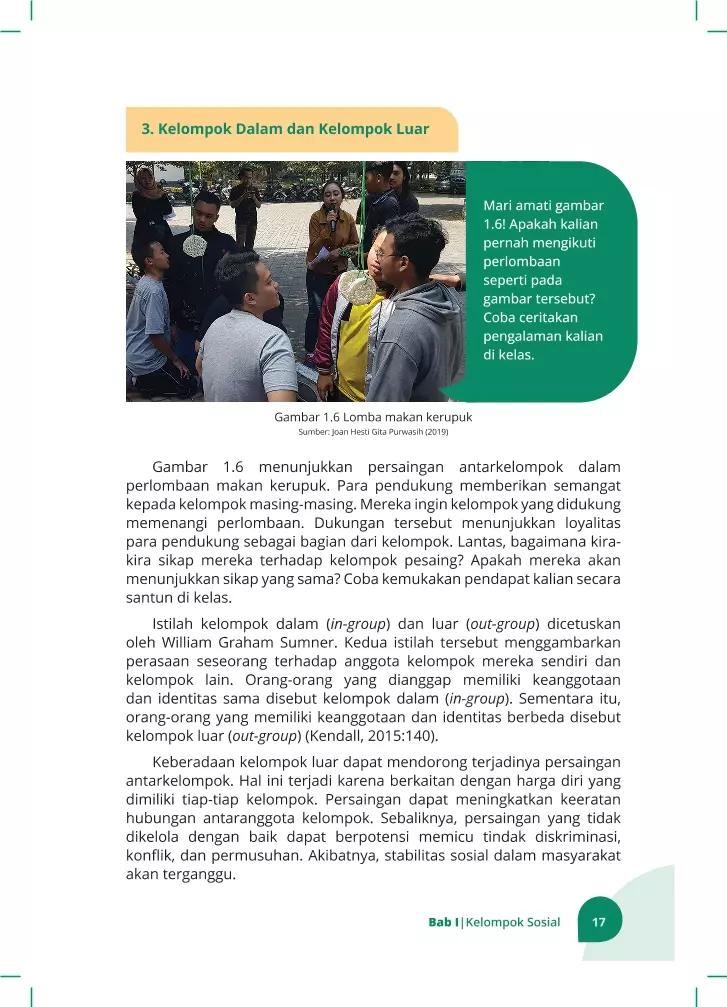 3. Kelompok Dalam dan Kelompok Luar
Mari amati gambar
1.6! Apakah kalian
pernah mengikuti
perlombaan
seperti pada
gambar tersebut?
Coba ceritakan
pengalaman kalian
di kelas.
Gambar 1.6 Lomba makan kerupuk
Sumber: Joan Hesti Gita Purwasih (2019)
Gambar 1.6 menunjukkan persaingan antarkelompok dalam
perlombaan makan kerupuk. Para pendukung memberikan semangat
kepada kelompok masing-masing. Mereka ingin kelompok yang didukung
memenangi perlombaan. Dukungan tersebut menunjukkan loyalitas
para pendukung sebagai bagian dari kelompok. Lantas, bagaimana kira-
kira sikap mereka terhadap kelompok pesaing? Apakah mereka akan
menunjukkan sikap yang sama? Coba kemukakan pendapat kalian secara
santun di kelas.
Istilah kelompok dalam (in-group) dan luar (out-group) dicetuskan
oleh William Graham Sumner. Kedua istilah tersebut menggambarkan
perasaan seseorang terhadap anggota kelompok mereka sendiri dan
kelompok lain. Orang-orang yang dianggap memiliki keanggotaan
dan identitas sama disebut kelompok dalam (in-group). Sementara itu,
orang-orang yang memiliki keanggotaan dan identitas berbeda disebut
kelompok luar (out-group) (Kendall, 2015:140).
Keberadaan kelompok luar dapat mendorong terjadinya persaingan
antarkelompok. Hal ini terjadi karena berkaitan dengan harga diri yang
dimiliki tiap-tiap kelompok. Persaingan dapat meningkatkan keeratan
hubungan antaranggota kelompok. Sebaliknya, persaingan yang tidak
dikelola dengan baik dapat berpotensi memicu tindak diskriminasi,
konflik, dan permusuhan. Akibatnya, stabilitas sosial dalam masyarakat
akan terganggu.
Bab I|Kelompok Sosial 17